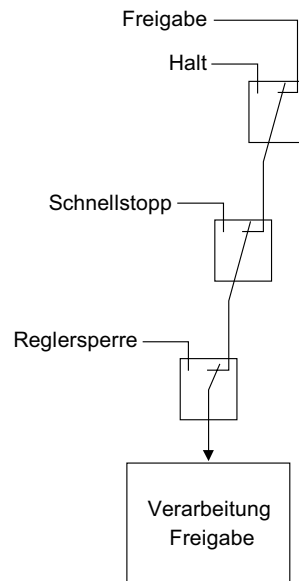 Freigabe
Halt
Schnellstopp
Reglersperre
Verarbeitung
Freigabe